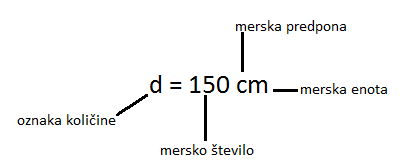 merska predpona
d = 150 cm
merska enota
oznaka količine
mersko število